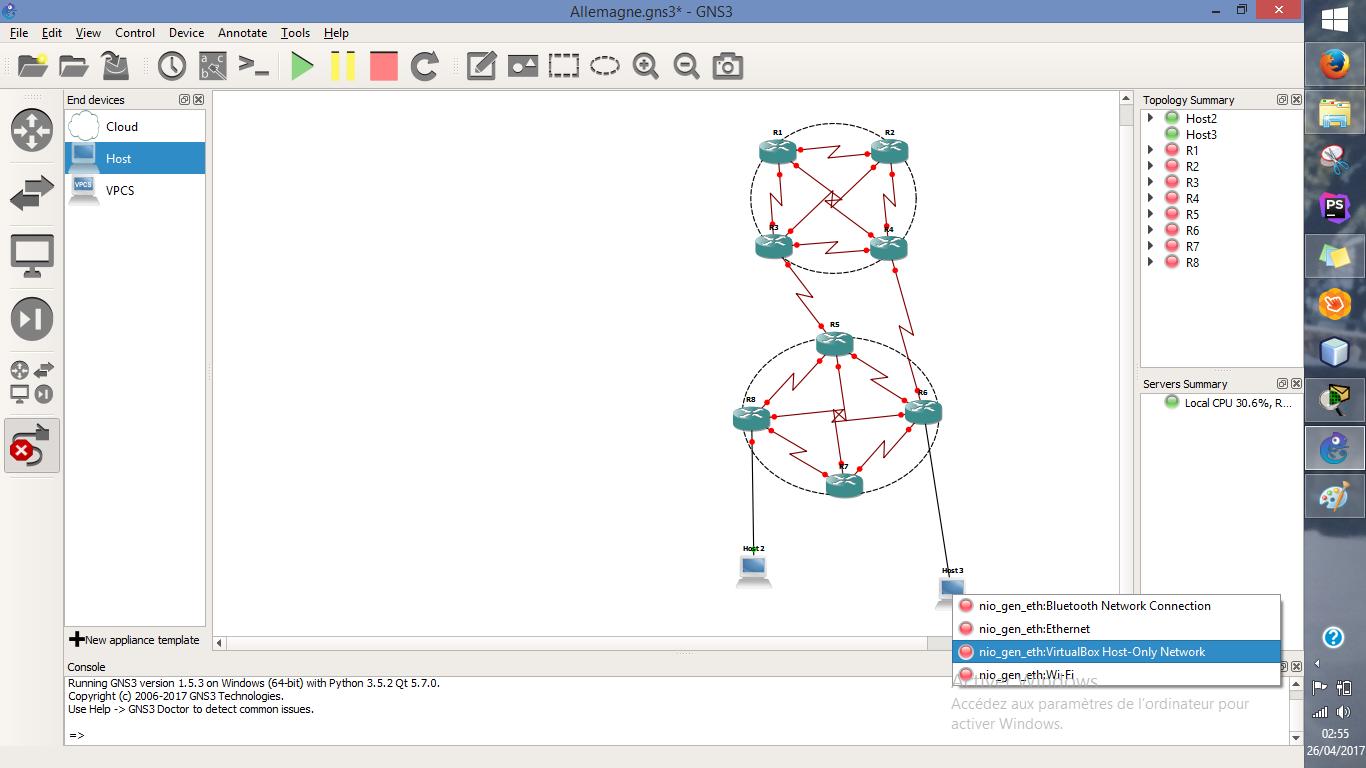 Allemagne.gns3* - GNS3
File Edit View Control Device Annotate Tools Help
End devices
Cloud
Host
VPCS
VPCS
New appliance template
R1
R2
R3
R4
R5
R8
R6
R7
Host 2
Host 3
nio_gen_eth:Bluetooth Network Connection
nio_gen_eth:Ethernet
nio_gen_eth:VirtualBox Host-Only Network
nio_gen_eth:Wi-Fi
Topology Summary
Host2
Host3
R1
R2
R3
R4
R5
R6
R7
R8
Servers Summary
Local CPU 30.6%, R...
Console
Running GNS3 version 1.5.3 on Windows (64-bit) with Python 3.5.2 Qt 5.7.0.
Copyright (c) 2006-2017 GNS3 Technologies.
Use Help -> GNS3 Doctor to detect common issues.
=>
Activer Windows
Accédez aux paramètres de l'ordinateur pour
activer Windows.
PS
02:55
26/04/2017